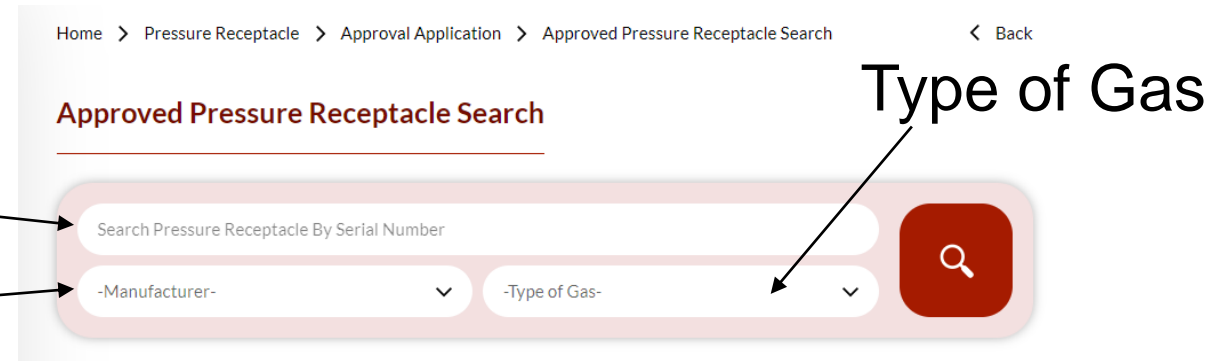 Home > Pressure Receptacle > Approval Application > Approved Pressure Receptacle Search < Back
Type of Gas
Approved Pressure Receptacle Search
Search Pressure Receptacle By Serial Number
-Manufacturer- -Type of Gas-